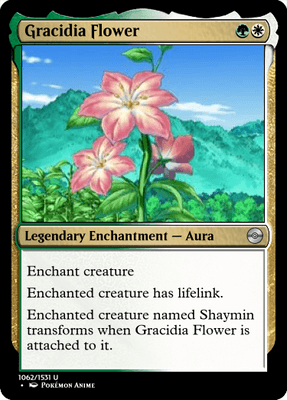 Gracidia Flower
Legendary Enchantment — Aura
Enchant creature
Enchanted creature has lifelink.
Enchanted creature named Shaymin
transforms when Gracidia Flower is
attached to it.
1062/1531 U
• Pokémon Anime